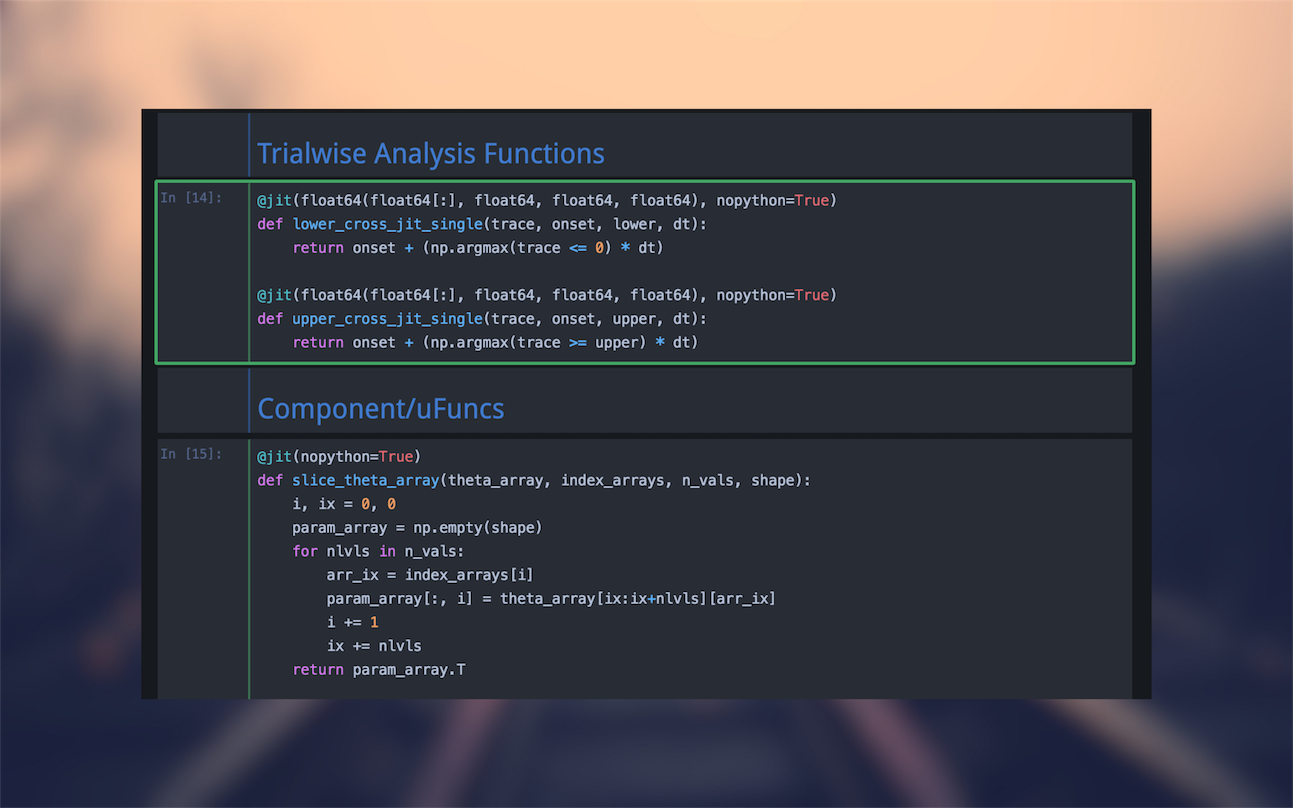 Trialwise Analysis Functions
In [14]:
@jit(float64(float64[:], float64, float64, float64), nopython=True)
def lower_cross_jit_single(trace, onset, lower, dt):
    return onset + (np.argmax(trace <= 0) * dt)
@jit(float64(float64[:], float64, float64, float64), nopython=True)
def upper_cross_jit_single(trace, onset, upper, dt):
    return onset + (np.argmax(trace >= upper) * dt)
Component/uFuncs
In [15]:
@jit(nopython=True)
def slice_theta_array(theta_array, index_arrays, n_vals, shape):
    i, ix = 0, 0
    param_array = np.empty(shape)
    for nlvls in n_vals:
        arr_ix = index_arrays[i]
        param_array[:, i] = theta_array[ix:ix+nlvls][arr_ix]
        i += 1
        ix += nlvls
    return param_array.T